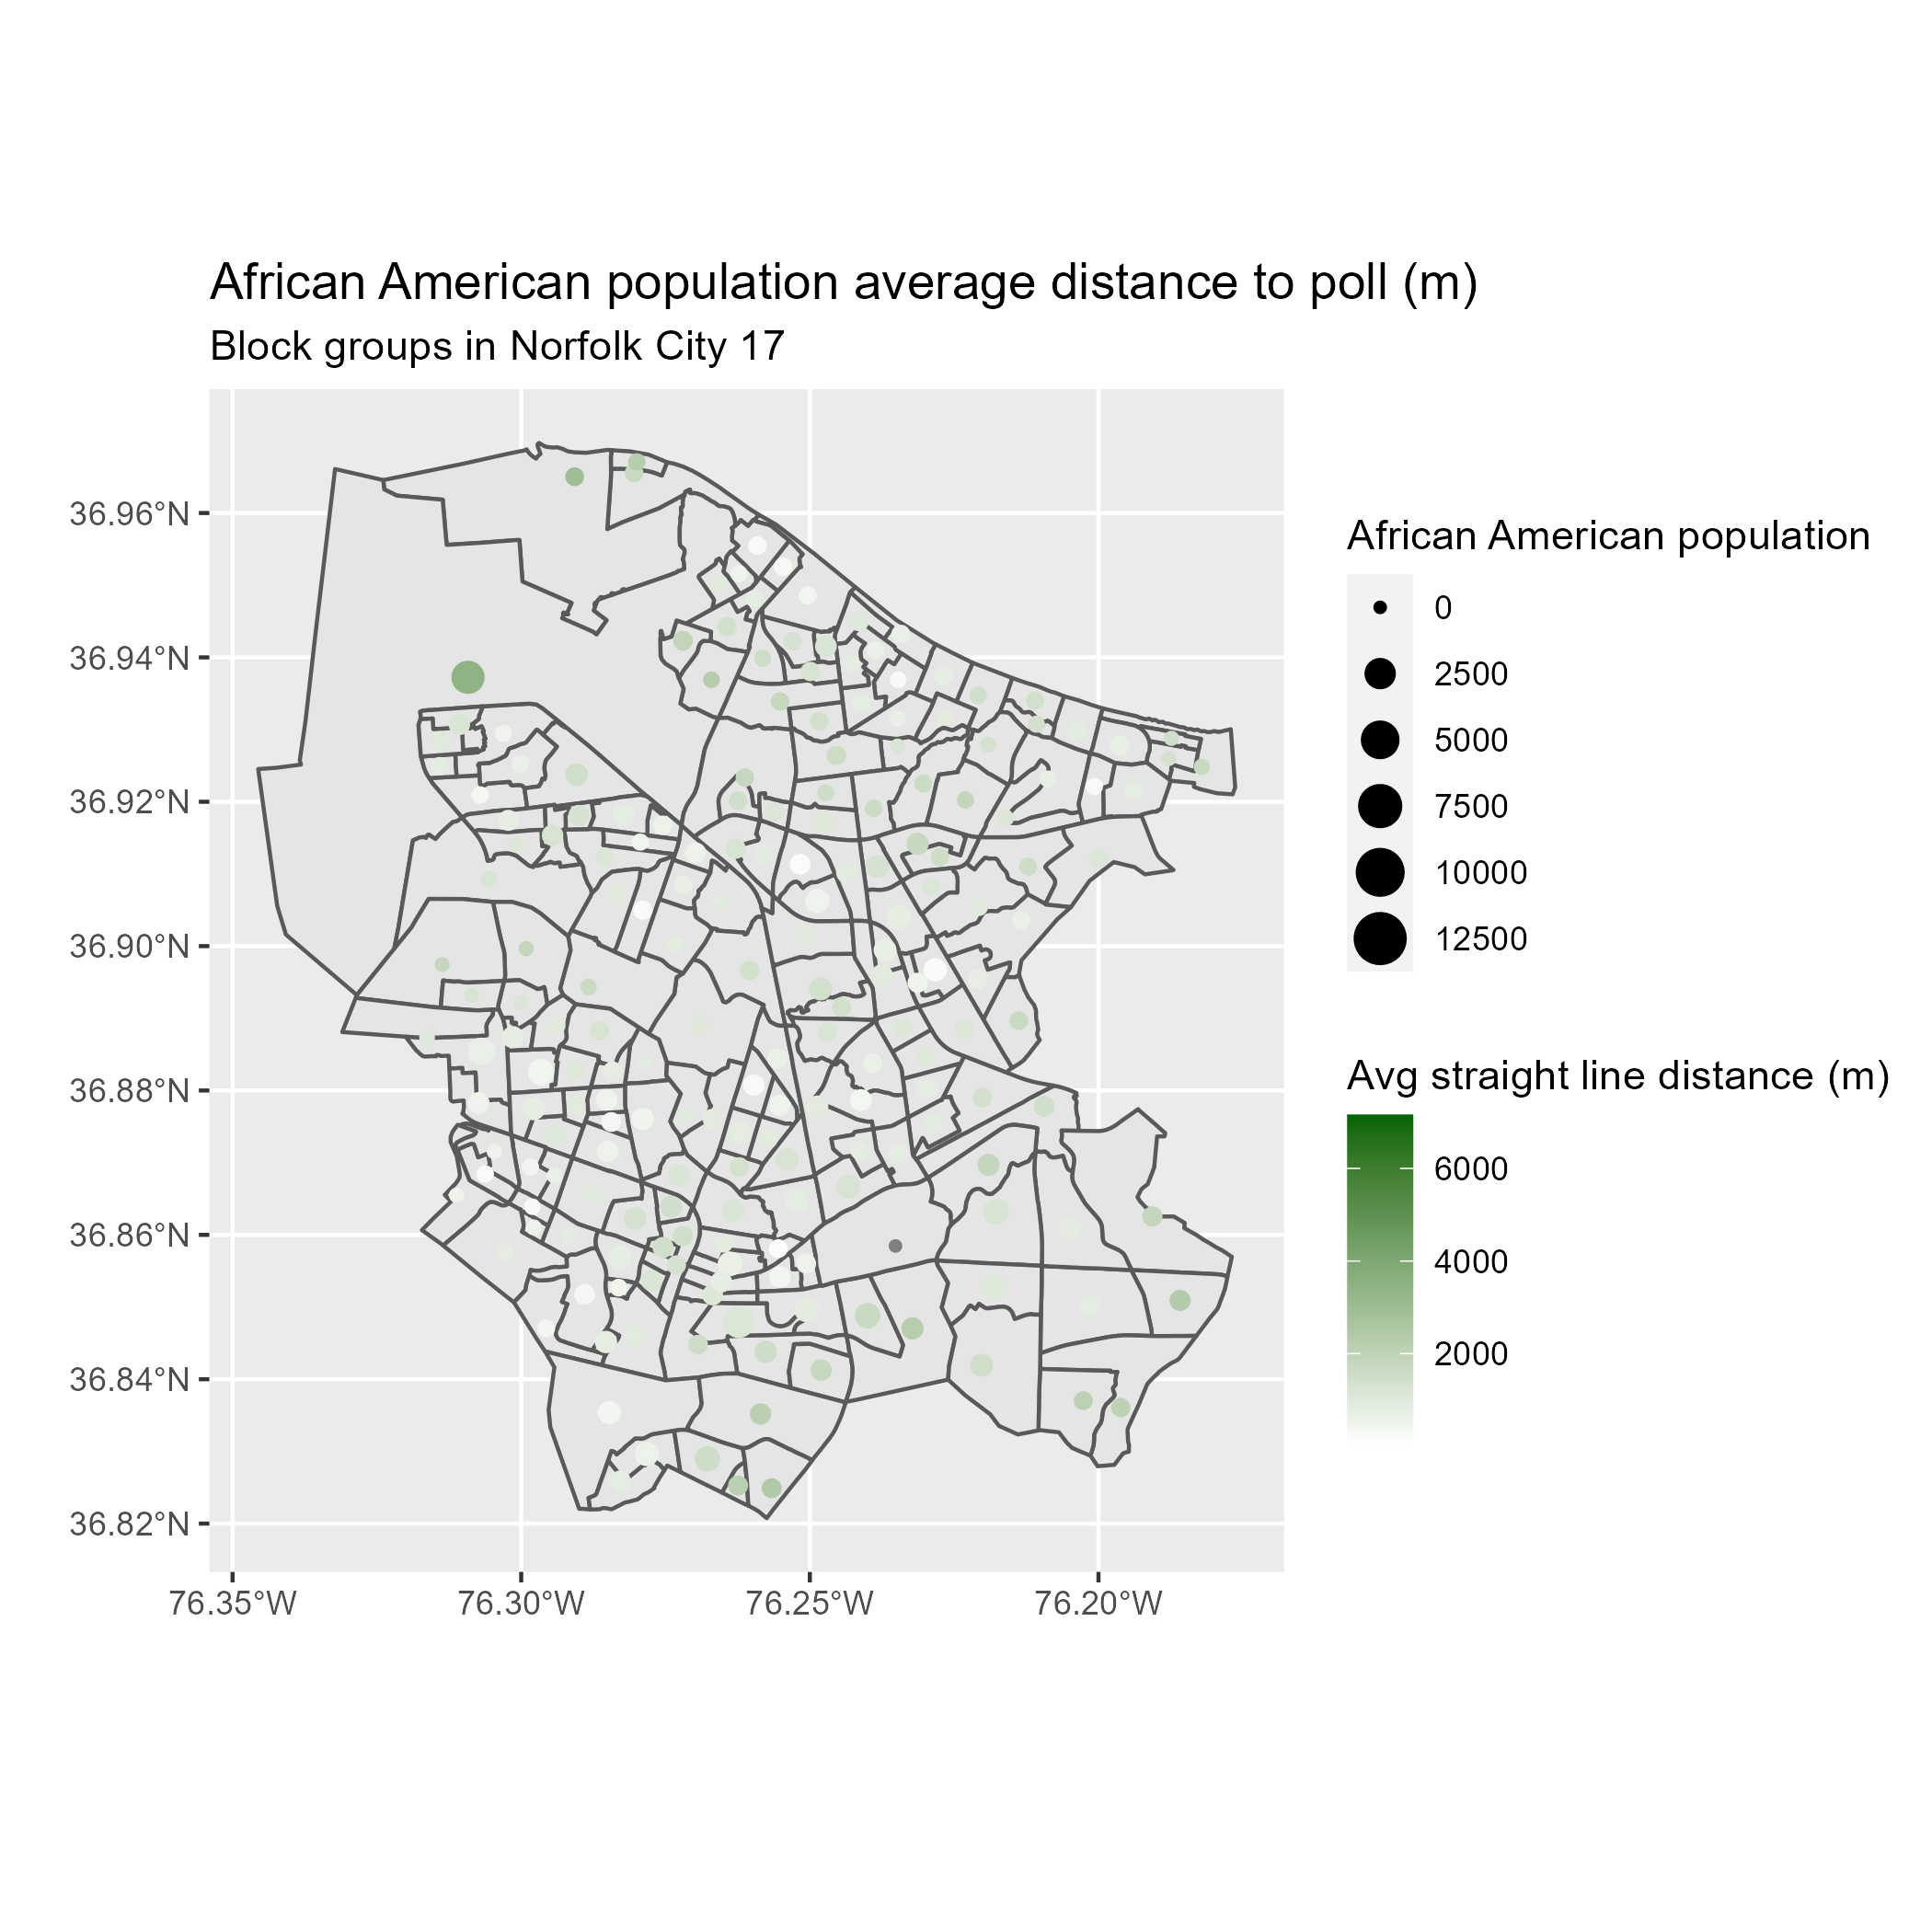 African American population average distance to poll (m)
Block groups in Norfolk City 17
36.96°N
36.94°N
36.92°N
36.90°N
36.88°N
36.86°N
36.84°N
36.82°N
76.35°W
76.30°W
76.25°W
76.20°W
African American population
0
2500
5000
7500
10000
12500
Avg straight line distance (m)
6000
4000
2000